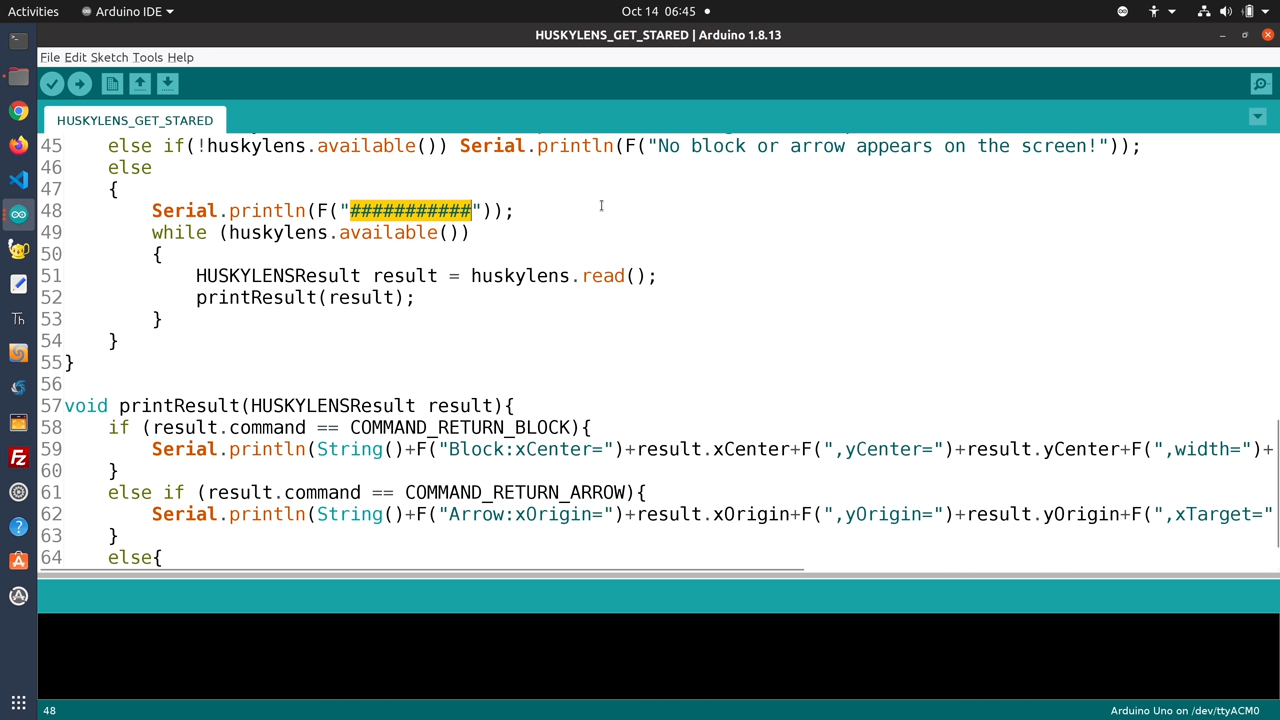 Activities Arduino IDE Oct 14 06:45
HUSKYLENS_GET_STARED | Arduino 1.8.13
File Edit Sketch Tools Help
HUSKYLENS_GET_STARED
45 else if(!huskylens.available()) Serial.println(F("No block or arrow appears on the screen!"));
46 else
47 {
48 Serial.println(F("###########"));
49 while (huskylens.available())
50 {
51 HUSKYLENSResult result = huskylens.read();
52 printResult(result);
53 }
54 }
55 }
56
57 void printResult(HUSKYLENSResult result){
58 if (result.command == COMMAND_RETURN_BLOCK){
59 Serial.println(String()+F("Block:xCenter=")+result.xCenter+F(",yCenter=")+result.yCenter+F(",width=")+
60 }
61 else if (result.command == COMMAND_RETURN_ARROW){
62 Serial.println(String()+F("Arrow:xOrigin=")+result.xOrigin+F(",yOrigin=")+result.yOrigin+F(",xTarget="
63 }
64 else{
Th
Fz
48 Arduino Uno on /dev/ttyACM0